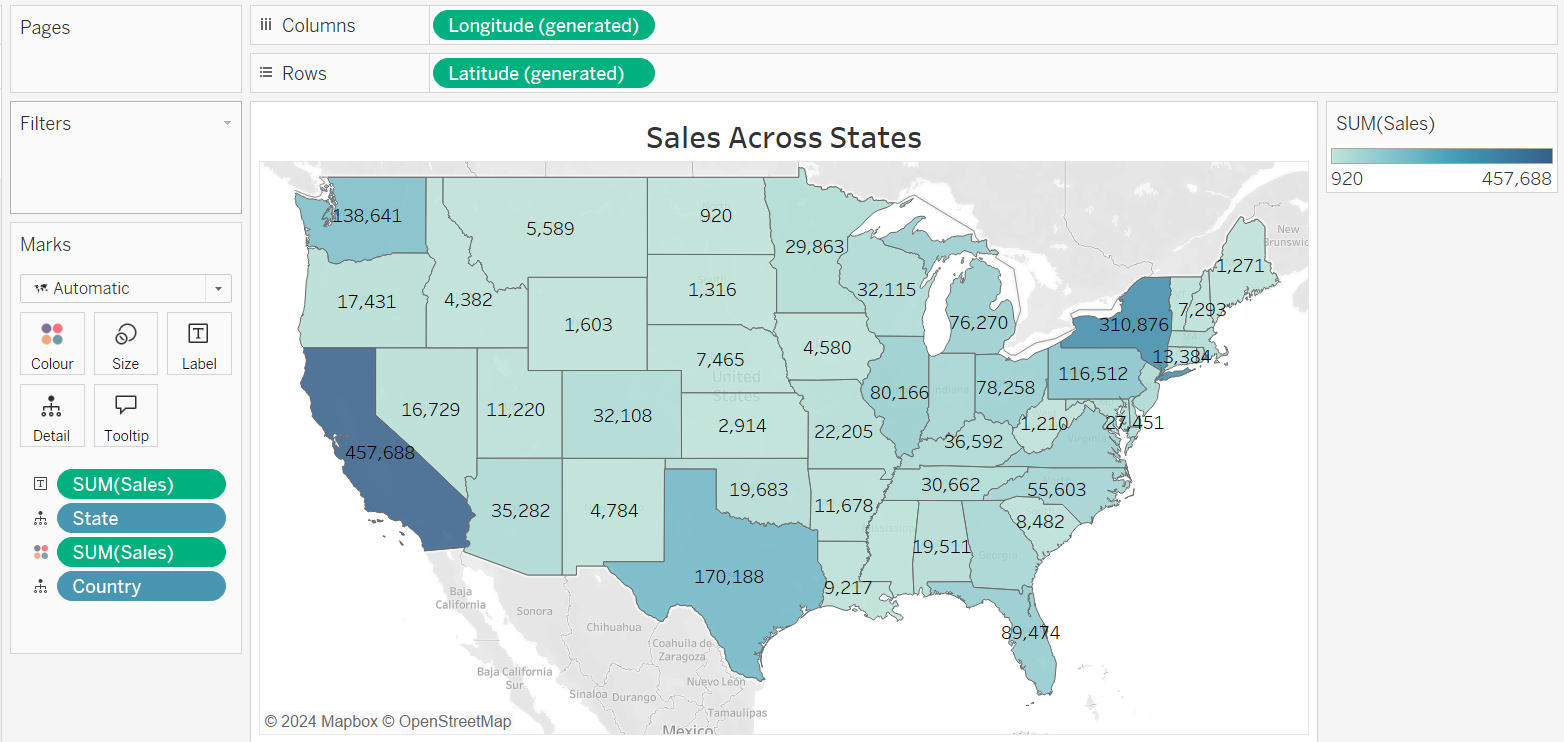 Pages
Columns
Longitude (generated)
Rows
Latitude (generated)
Filters
Marks
Automatic
Colour
Size
Label
Detail
Tooltip
SUM(Sales)
State
SUM(Sales)
Country
Sales Across States
138,641
5,589
920
29,863
1,271
New
Brunswic
17,431
4,382
1,316
32,115
76,270
7,293
1,603
310,876
4,580
7,465
13,384
United
States
116,512
80,166
78,258
16,729
11,220
32,108
2,914
22,205
36,592
1,210
27,451
Virginia
457,688
19,683
30,662
55,603
35,282
4,784
11,678
8,482
19,511
Georgia
170,188
9,217
89,474
Baja
California
Sonora
Chihuahua
Coahuila de
Zaragoza
Baja California
Sur
Sinaloa
Durango
Nuevo León
Tamaulipas
México
© 2024 Mapbox © OpenStreetMap
SUM(Sales)
920
457,688